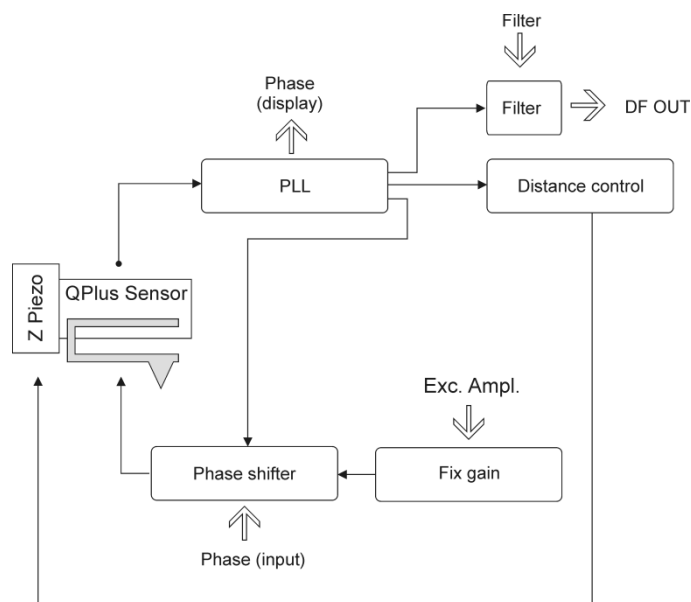 Filter
Phase
(display)
Filter
DF OUT
PLL
Distance control
Z Piezo
QPlus Sensor
Exc. Ampl.
Phase shifter
Fix gain
Phase (input)